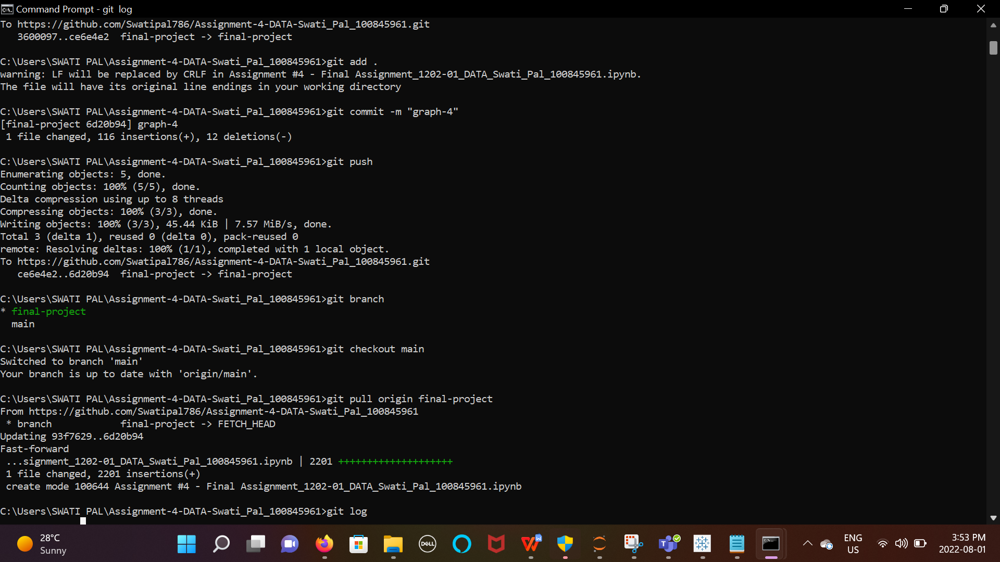 Command Prompt - git  log
To https://github.com/Swatipal786/Assignment-4-DATA-Swati_Pal_100845961.git
   3600097..ce6e4e2  final-project -> final-project
C:\Users\SWATI PAL\Assignment-4-DATA-Swati_Pal_100845961>git add .
warning: LF will be replaced by CRLF in Assignment #4 - Final Assignment_1202-01_DATA_Swati_Pal_100845961.ipynb.
The file will have its original line endings in your working directory
C:\Users\SWATI PAL\Assignment-4-DATA-Swati_Pal_100845961>git commit -m "graph-4"
[final-project 6d20b94] graph-4
 1 file changed, 116 insertions(+), 12 deletions(-)
C:\Users\SWATI PAL\Assignment-4-DATA-Swati_Pal_100845961>git push
Enumerating objects: 5, done.
Counting objects: 100% (5/5), done.
Delta compression using up to 8 threads
Compressing objects: 100% (3/3), done.
Writing objects: 100% (3/3), 45.44 KiB | 7.57 MiB/s, done.
Total 3 (delta 1), reused 0 (delta 0), pack-reused 0
remote: Resolving deltas: 100% (1/1), completed with 1 local object.
To https://github.com/Swatipal786/Assignment-4-DATA-Swati_Pal_100845961.git
   ce6e4e2..6d20b94  final-project -> final-project
C:\Users\SWATI PAL\Assignment-4-DATA-Swati_Pal_100845961>git branch
* final-project
  main
C:\Users\SWATI PAL\Assignment-4-DATA-Swati_Pal_100845961>git checkout main
Switched to branch 'main'
Your branch is up to date with 'origin/main'.
C:\Users\SWATI PAL\Assignment-4-DATA-Swati_Pal_100845961>git pull origin final-project
From https://github.com/Swatipal786/Assignment-4-DATA-Swati_Pal_100845961
 * branch            final-project -> FETCH_HEAD
Updating 93f7629..6d20b94
Fast-forward
 ...signment_1202-01_DATA_Swati_Pal_100845961.ipynb | 2201 ++++++++++++++++++++
 1 file changed, 2201 insertions(+)
 create mode 100644 Assignment #4 - Final Assignment_1202-01_DATA_Swati_Pal_100845961.ipynb
C:\Users\SWATI PAL\Assignment-4-DATA-Swati_Pal_100845961>git log
28°C
Sunny
DELL
ENG
US
3:53 PM
2022-08-01